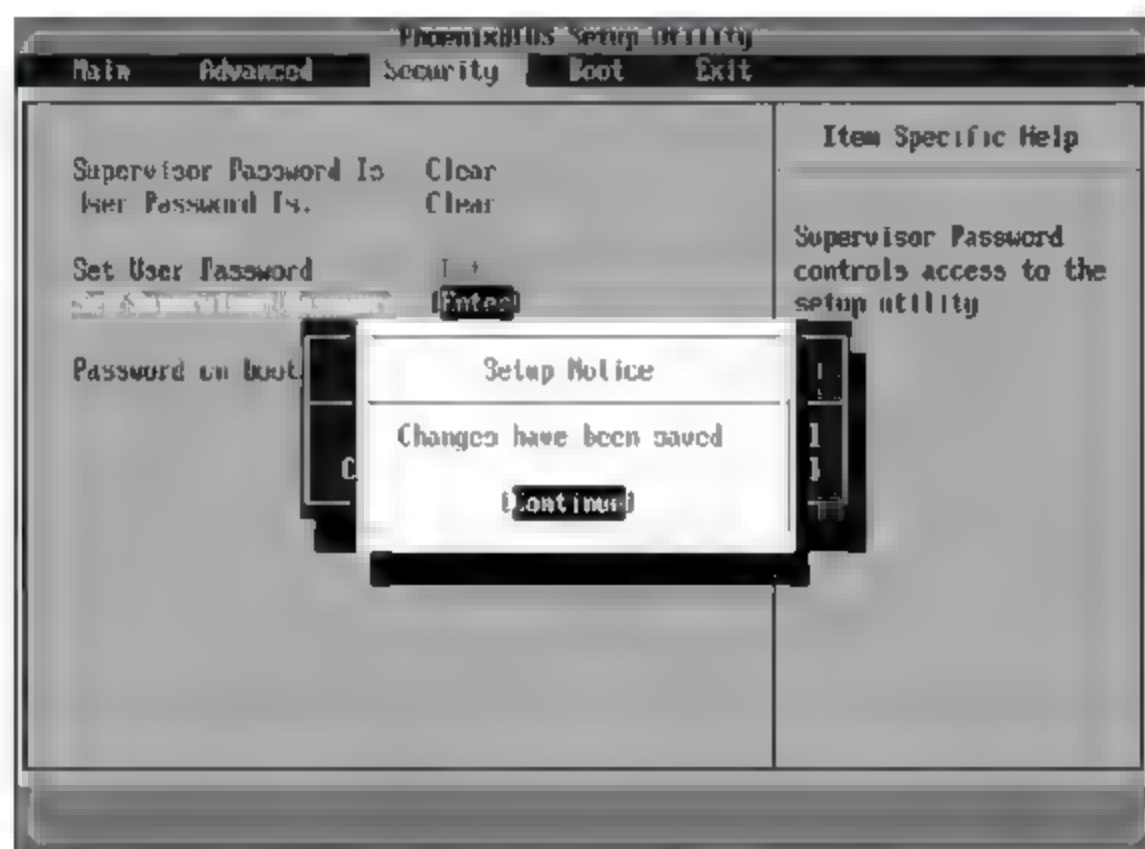 PhoenixBIOS Setup Utility
Main Advanced Security Boot Exit
Item Specific Help
Supervisor Password Is Clear
User Password Is: Clear
Supervisor Password
controls access to the
setup utility
Set User Password
[Enter]
Password on boot
Setup Notice
Changes have been saved
[Continue]